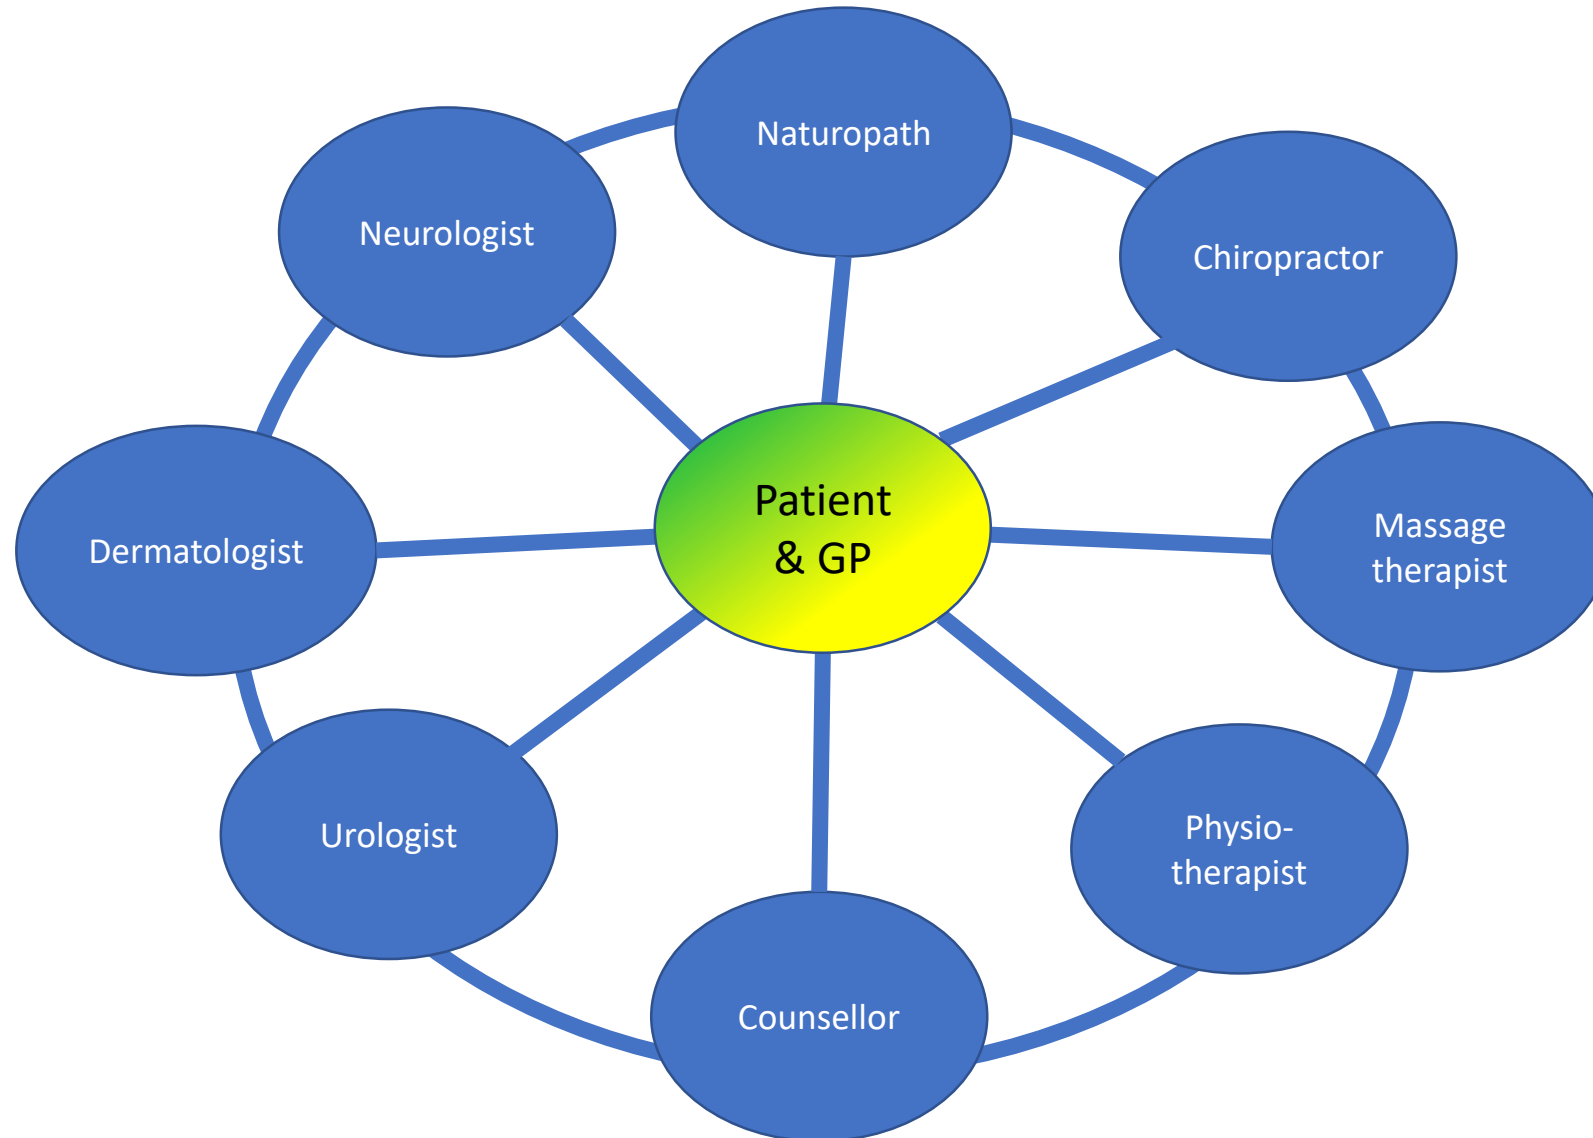 Naturopath
Neurologist
Chiropractor
Patient
& GP
Massage
therapist
Dermatologist
Urologist
Physio-
therapist
Counsellor